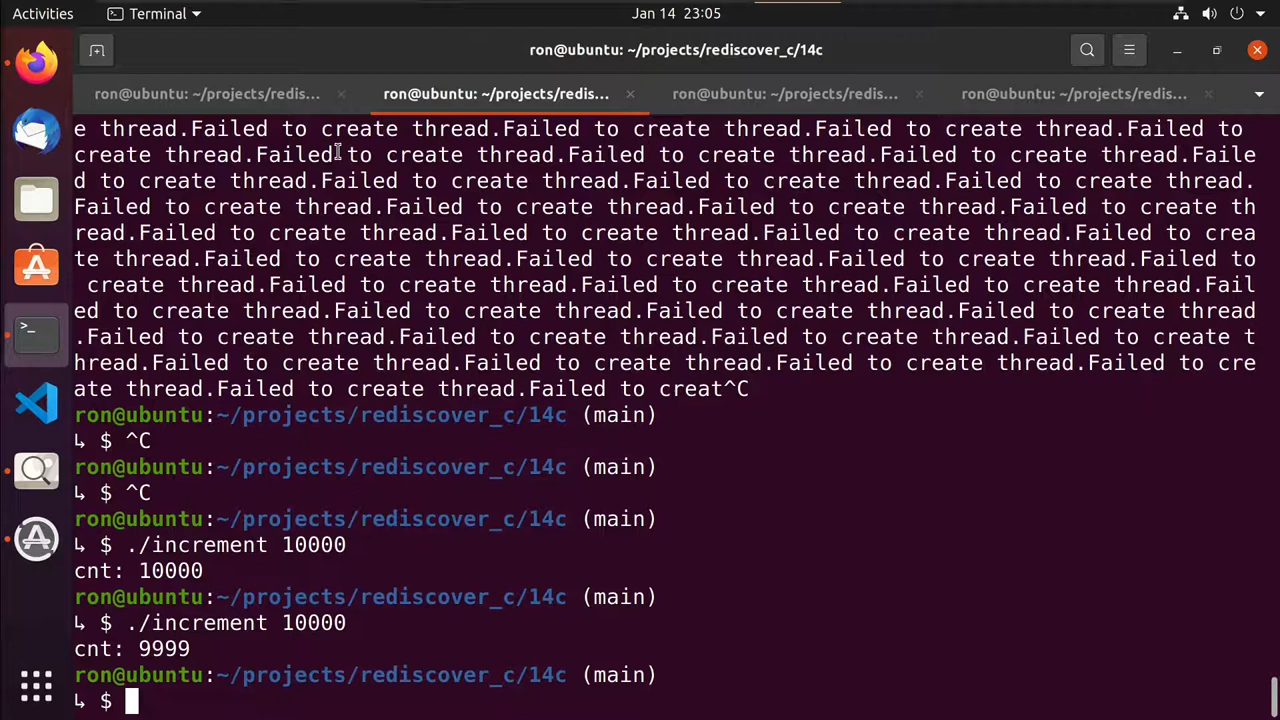 Activities
Terminal
Jan 14 23:05
ron@ubuntu: ~/projects/rediscover_c/14c
ron@ubuntu: ~/projects/redis...
ron@ubuntu: ~/projects/redis...
ron@ubuntu: ~/projects/redis...
ron@ubuntu: ~/projects/redis...
e thread.Failed to create thread.Failed to create thread.Failed to create thread.Failed to
create thread.Failed to create thread.Failed to create thread.Failed to create thread.Faile
d to create thread.Failed to create thread.Failed to create thread.Failed to create thread.
Failed to create thread.Failed to create thread.Failed to create thread.Failed to create th
read.Failed to create thread.Failed to create thread.Failed to create thread.Failed to crea
te thread.Failed to create thread.Failed to create thread.Failed to create thread.Failed to
 create thread.Failed to create thread.Failed to create thread.Failed to create thread.Fail
ed to create thread.Failed to create thread.Failed to create thread.Failed to create thread
.Failed to create thread.Failed to create thread.Failed to create thread.Failed to create t
hread.Failed to create thread.Failed to create thread.Failed to create thread.Failed to cre
ate thread.Failed to create thread.Failed to creat^C
ron@ubuntu:~/projects/rediscover_c/14c (main)
↳ $ ^C
ron@ubuntu:~/projects/rediscover_c/14c (main)
↳ $ ^C
ron@ubuntu:~/projects/rediscover_c/14c (main)
↳ $ ./increment 10000
cnt: 10000
ron@ubuntu:~/projects/rediscover_c/14c (main)
↳ $ ./increment 10000
cnt: 9999
ron@ubuntu:~/projects/rediscover_c/14c (main)
↳ $